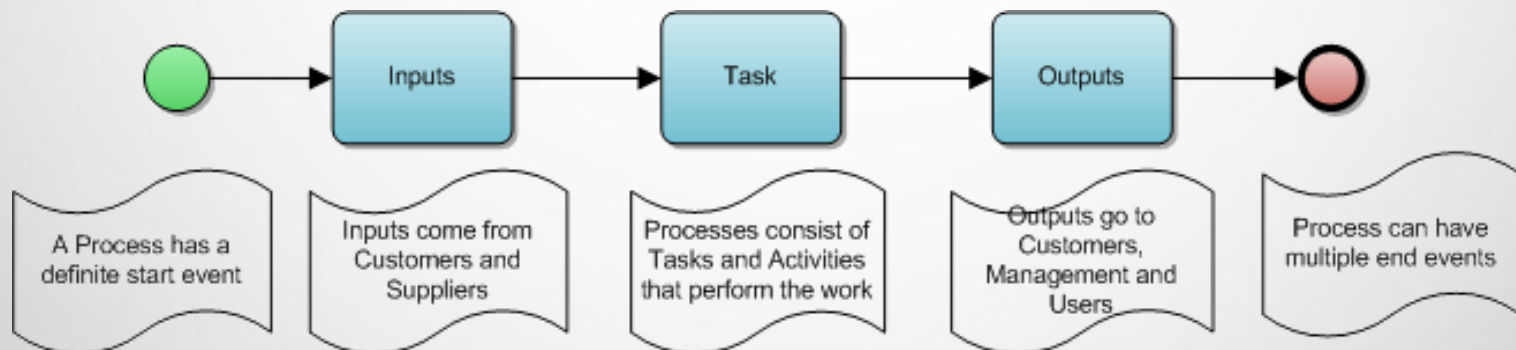 Inputs
Task
Outputs
A Process has a
definite start event
Inputs come from
Customers and
Suppliers
Processes consist of
Tasks and Activities
that perform the work
Outputs go to
Customers,
Management and
Users
Process can have
multiple end events